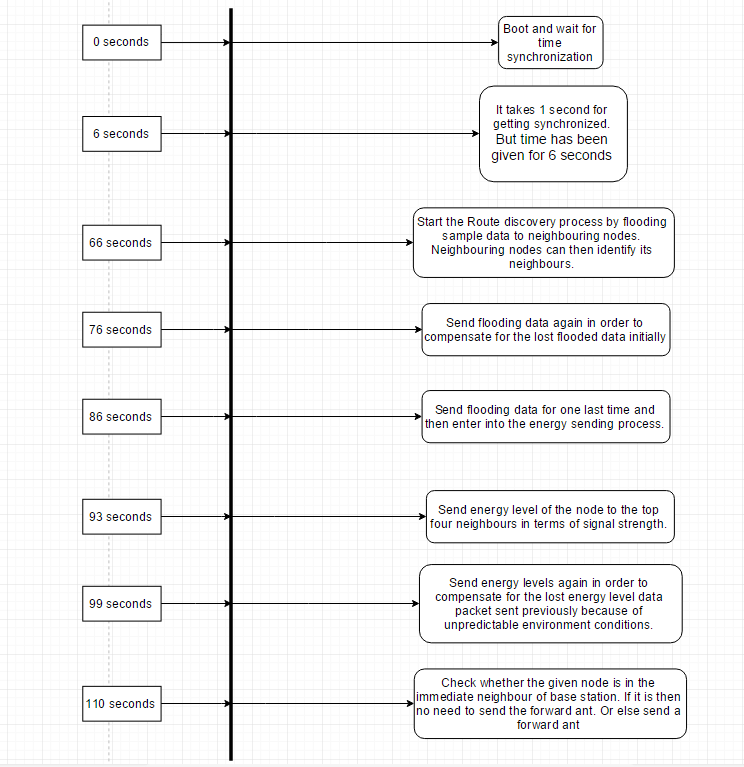 0 seconds
Boot and wait for
time
synchronization
6 seconds
It takes 1 second for
getting synchronized.
But time has been
given for 6 seconds
66 seconds
Start the Route discovery process by flooding
sample data to neighbouring nodes.
Neighbouring nodes can then identify its
neighbours.
76 seconds
Send flooding data again in order to
compensate for the lost flooded data initially
86 seconds
Send flooding data for one last time and
then enter into the energy sending process.
93 seconds
Send energy level of the node to the top
four neighbours in terms of signal strength.
99 seconds
Send energy levels again in order to
compensate for the lost energy level data
packet sent previously because of
unpredictable environment conditions.
110 seconds
Check whether the given node is in the
immediate neighbour of base station. If it is then
no need to send the forward ant. Or else send a
forward ant